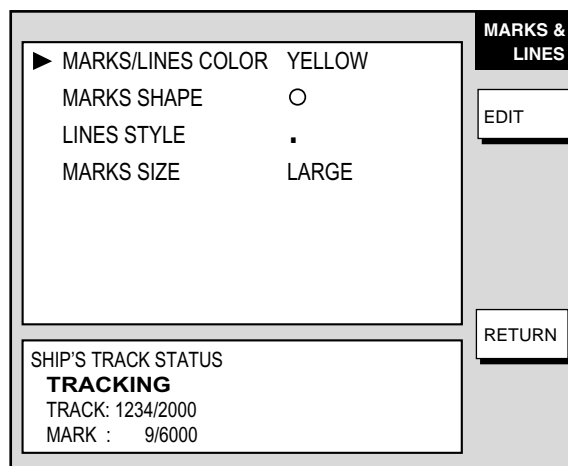 MARKS &
LINES
MARKS/LINES COLOR YELLOW
MARKS SHAPE ○
LINES STYLE .
MARKS SIZE LARGE
EDIT
RETURN
SHIP'S TRACK STATUS
TRACKING
TRACK: 1234/2000
MARK : 9/6000